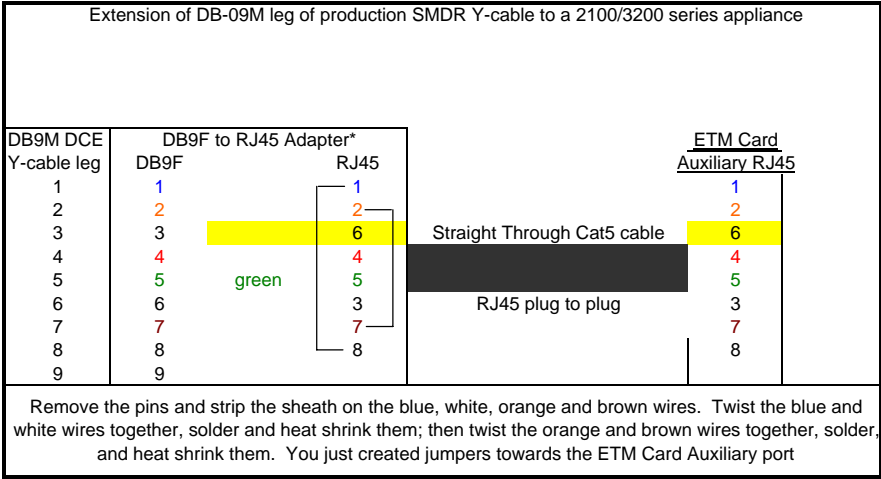 Extension of DB-09M leg of production SMDR Y-cable to a 2100/3200 series appliance
DB9M DCE DB9F to RJ45 Adapter* ETM Card
Y-cable leg DB9F RJ45 Auxiliary RJ45
1 1 1 1
2 2 2 2
3 3 6 Straight Through Cat5 cable 6
4 4 4 4
5 5 green 5 5
6 6 3 RJ45 plug to plug 3
7 7 7 7
8 8 8 8
9 9
Remove the pins and strip the sheath on the blue, white, orange and brown wires. Twist the blue and
white wires together, solder and heat shrink them; then twist the orange and brown wires together, solder,
and heat shrink them. You just created jumpers towards the ETM Card Auxiliary port